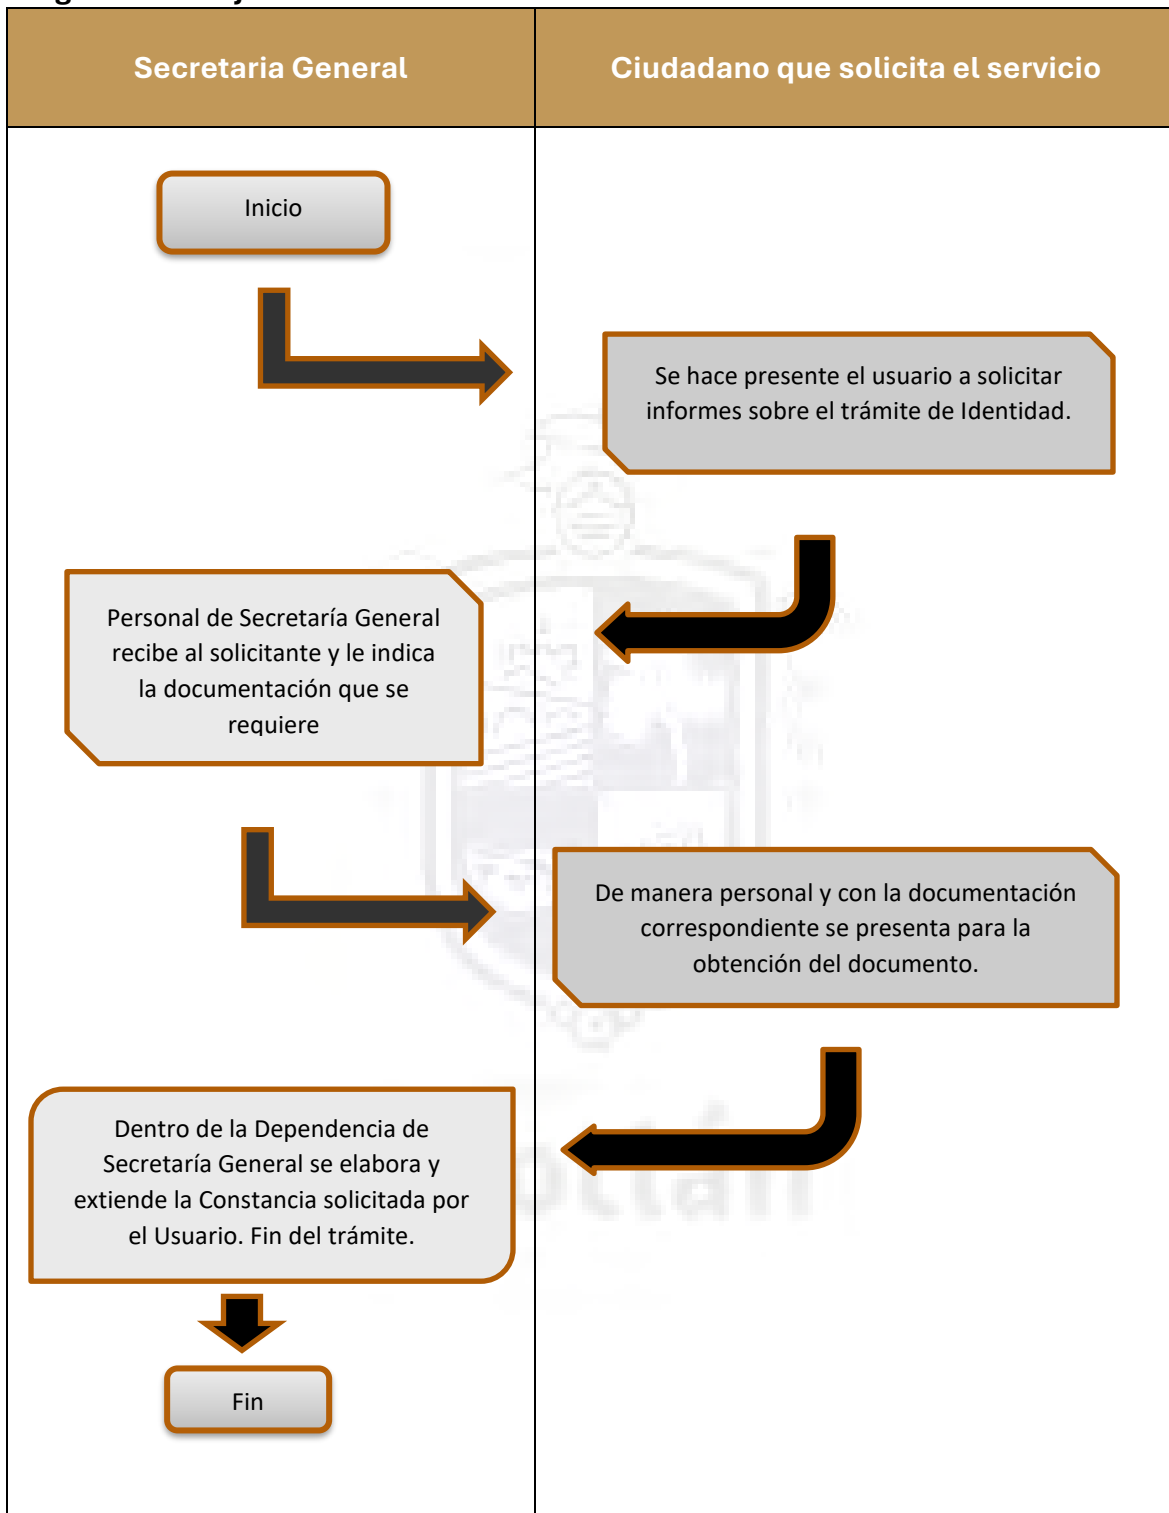 Secretaria General
Ciudadano que solicita el servicio
Inicio
Se hace presente el usuario a solicitar
informes sobre el trámite de Identidad.
Personal de Secretaría General
recibe al solicitante y le indica
la documentación que se
requiere
De manera personal y con la documentación
correspondiente se presenta para la
obtención del documento.
Dentro de la Dependencia de
Secretaría General se elabora y
extiende la Constancia solicitada por
el Usuario. Fin del trámite.
Fin